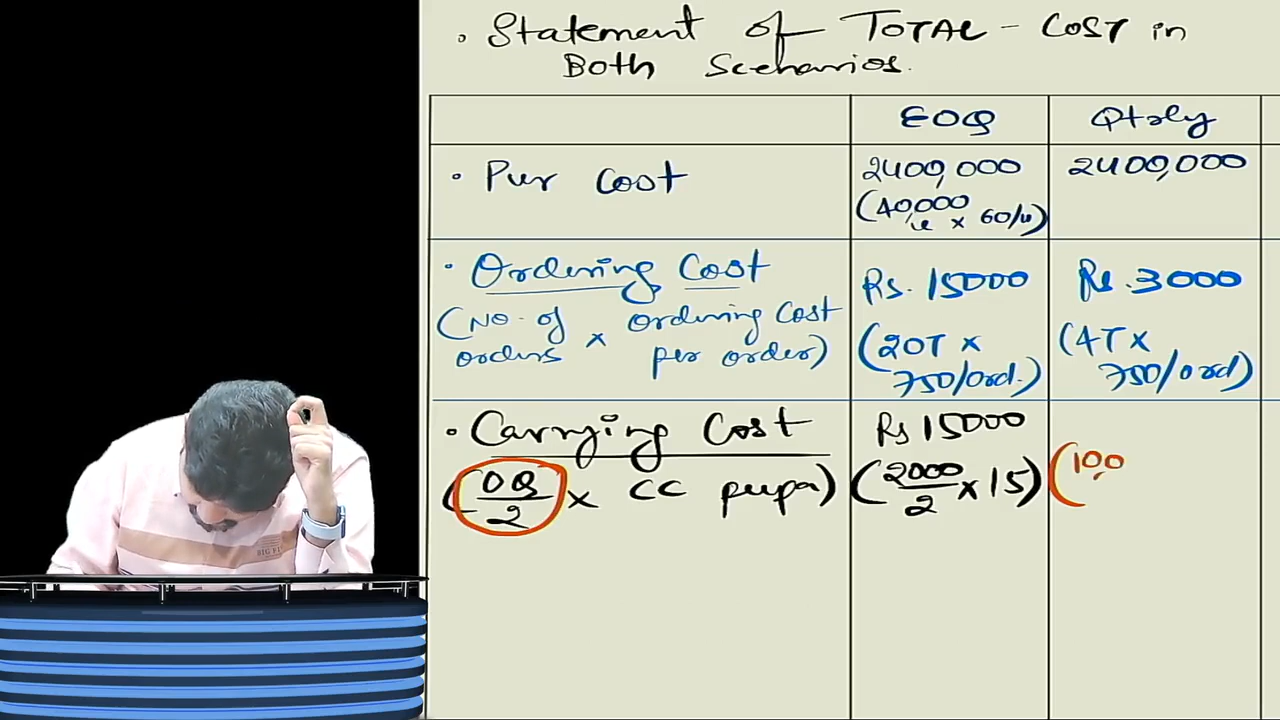 . Statement of TOTAL - COST in
Both Scenarios.
EOQ Qtrly
. Pur cost 2400,000 2400,000
(40,000
u x 60/u)
. Ordering Cost Rs. 15000 Rs. 3000
(No. of orders x ordering cost per order) (20T x 750/ord.) (4T x 750/ord)
. Carrying Cost Rs 15000
(OQ/2 x CC pupa) (2000/2 x 15) (10,0